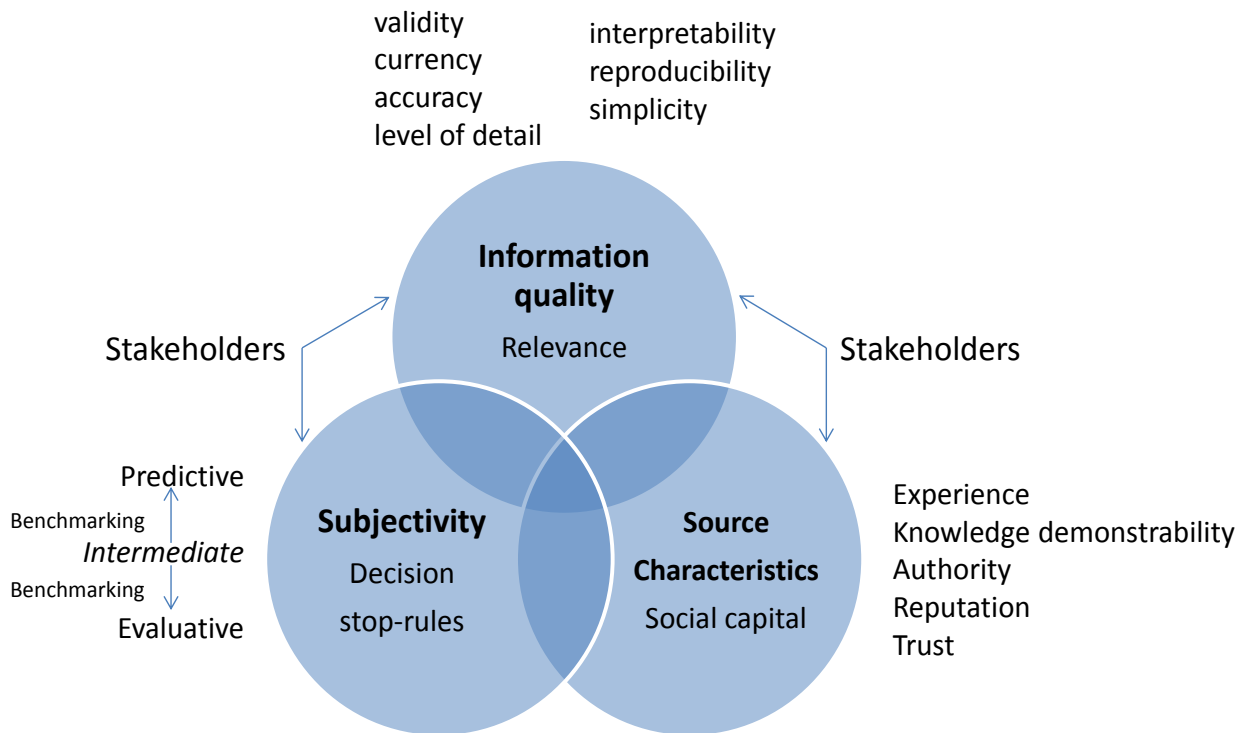 validity
currency
accuracy
level of detail
interpretability
reproducibility
simplicity
Information
quality
Relevance
Stakeholders
Stakeholders
Predictive
Benchmarking
Intermediate
Benchmarking
Evaluative
Subjectivity
Decision
stop-rules
Source
Characteristics
Social capital
Experience
Knowledge demonstrability
Authority
Reputation
Trust